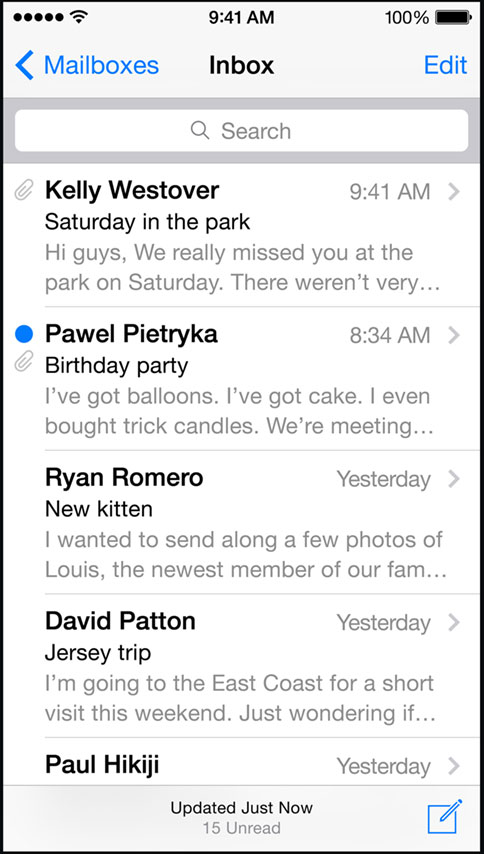 9:41 AM 100%
Mailboxes Inbox Edit
Search
Kelly Westover 9:41 AM
Saturday in the park
Hi guys, We really missed you at the
park on Saturday. There weren’t very…
Pawel Pietryka 8:34 AM
Birthday party
I’ve got balloons. I’ve got cake. I even
bought trick candles. We’re meeting…
Ryan Romero Yesterday
New kitten
I wanted to send along a few photos of
Louis, the newest member of our fam…
David Patton Yesterday
Jersey trip
I’m going to the East Coast for a short
visit this weekend. Just wondering if…
Paul Hikiji Yesterday
Updated Just Now
15 Unread